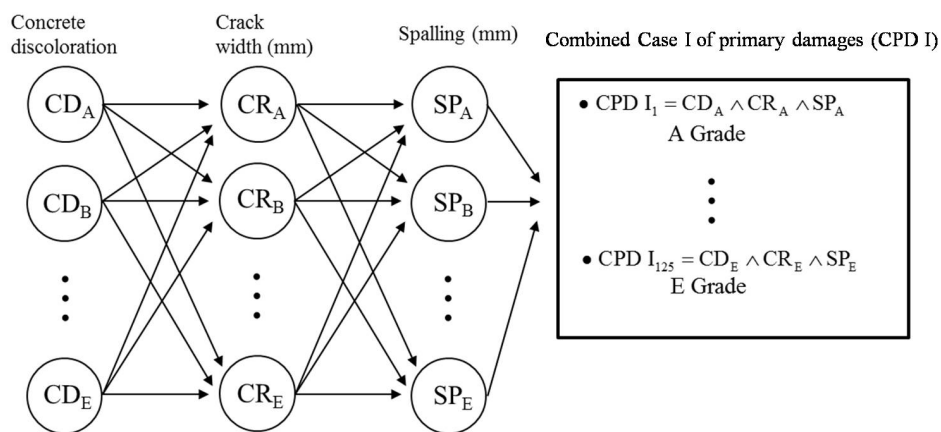 Concrete
discoloration
Crack
width (mm)
Spalling (mm)
Combined Case I of primary damages (CPD I)
CD_A
CR_A
SP_A
CD_B
CR_B
SP_B
CD_E
CR_E
SP_E
• CPD I_1 = CD_A ∧ CR_A ∧ SP_A
A Grade
• CPD I_125 = CD_E ∧ CR_E ∧ SP_E
E Grade